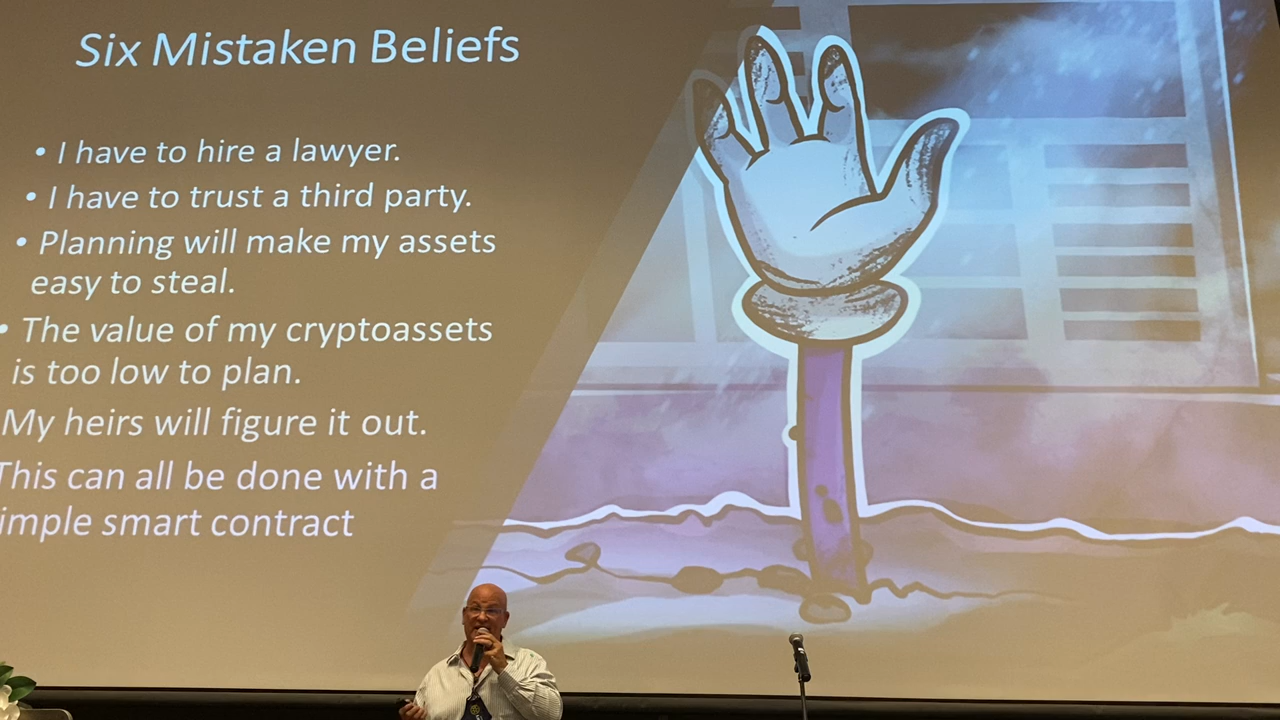 Six Mistaken Beliefs
• I have to hire a lawyer.
• I have to trust a third party.
• Planning will make my assets
easy to steal.
• The value of my cryptoassets
is too low to plan.
My heirs will figure it out.
This can all be done with a
imple smart contract